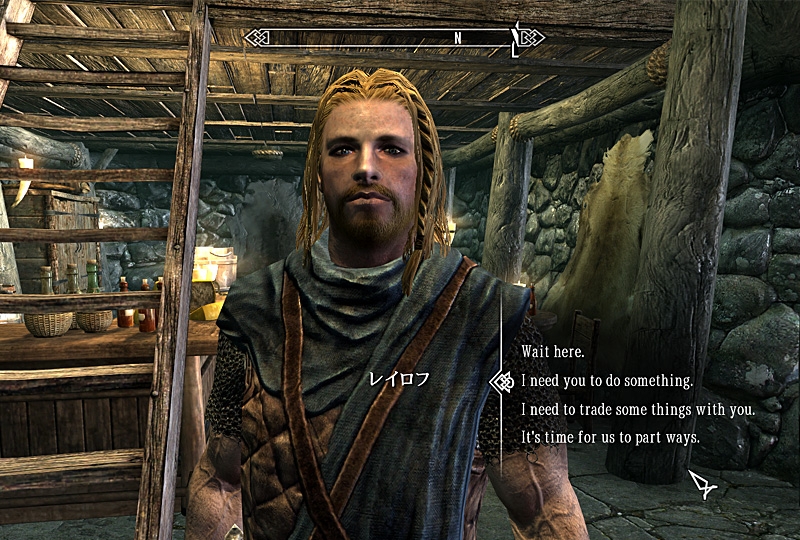 N
Wait here.
レイロフ
I need you to do something.
I need to trade some things with you.
It's time for us to part ways.